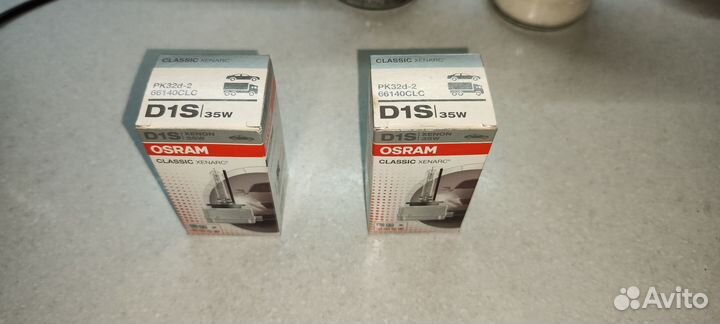 CLASSIC XENARC
PK32d-2
66140CLC
D1S 35W
D1S XENON
35W
OSRAM
CLASSIC XENARC®
CLASSIC XENARC
PK32d-2
66140CLC
D1S 35W
D1S XENON
35W
OSRAM
CLASSIC XENARC®
Avito